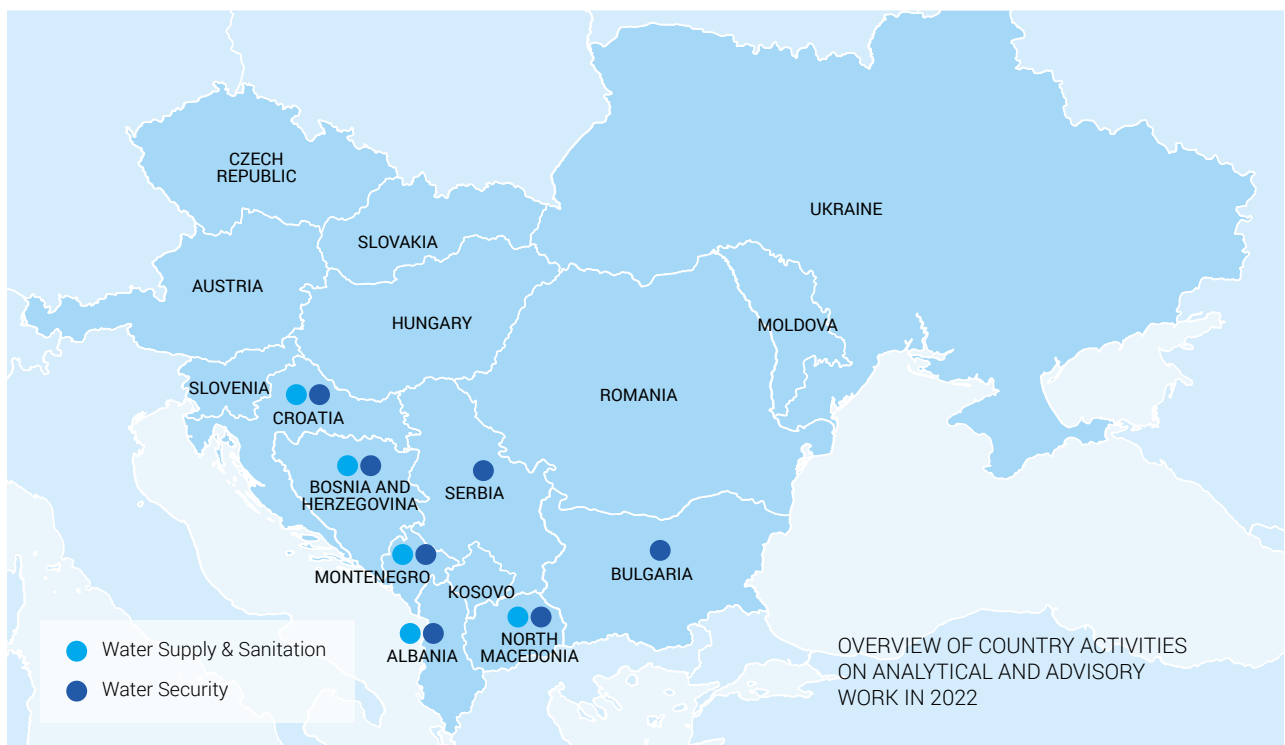 CZECH
REPUBLIC
UKRAINE
SLOVAKIA
AUSTRIA
HUNGARY
MOLDOVA
SLOVENIA
ROMANIA
CROATIA
BOSNIA AND
HERZEGOVINA
SERBIA
BULGARIA
MONTENEGRO
KOSOVO
NORTH
MACEDONIA
ALBANIA
Water Supply & Sanitation
Water Security
OVERVIEW OF COUNTRY ACTIVITIES
ON ANALYTICAL AND ADVISORY
WORK IN 2022